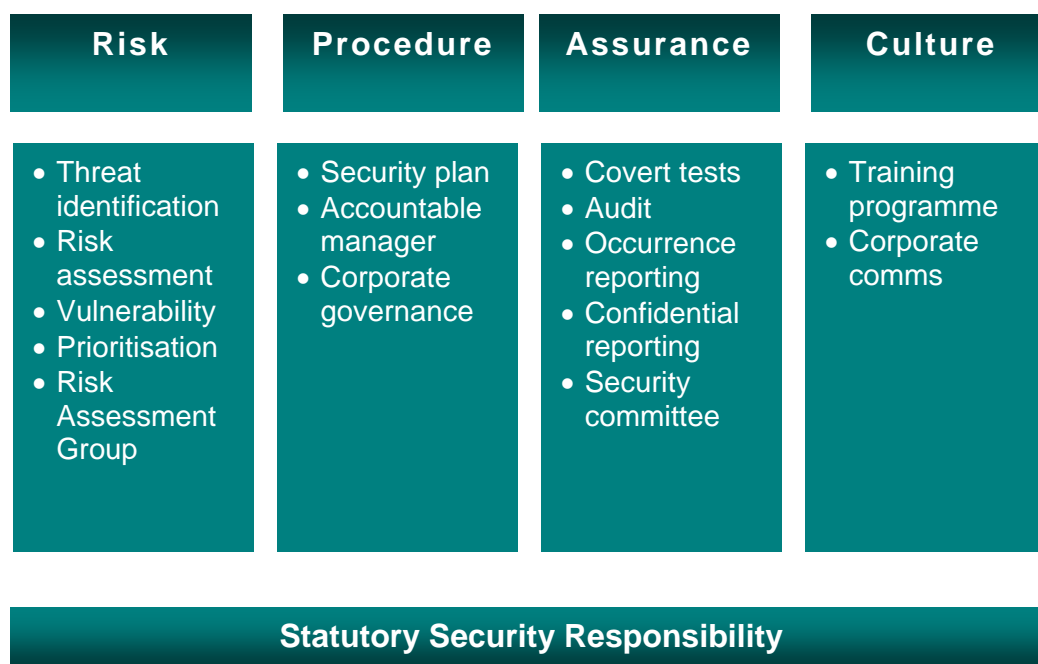 Risk
Procedure
Assurance
Culture
• Threat
identification
• Risk
assessment
• Vulnerability
• Prioritisation
• Risk
Assessment
Group
• Security plan
• Accountable
manager
• Corporate
governance
• Covert tests
• Audit
• Occurrence
reporting
• Confidential
reporting
• Security
committee
• Training
programme
• Corporate
comms
Statutory Security Responsibility